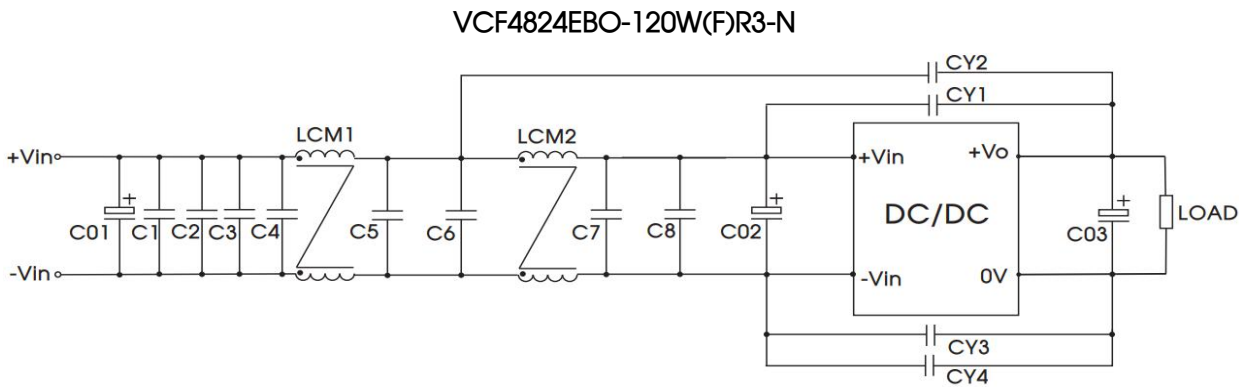 VCF4824EBO-120W(F)R3-N
CY2
CY1
LCM1
LCM2
+Vin
+Vin
+Vo
C01
+
C1
C2
C3
C4
C5
C6
C7
C8
C02
+
DC/DC
C03
+
LOAD
-Vin
-Vin
0V
CY3
CY4